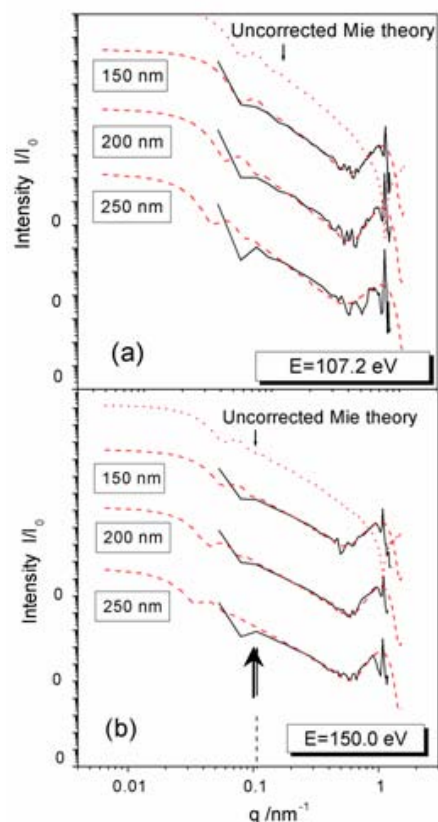 Uncorrected Mie theory
150 nm
200 nm
250 nm
Intensity I/I0
0
0
0
(a)
E=107.2 eV
Uncorrected Mie theory
150 nm
200 nm
250 nm
Intensity I/I0
0
0
0
(b)
E=150.0 eV
0.01
0.1
1
q /nm-1